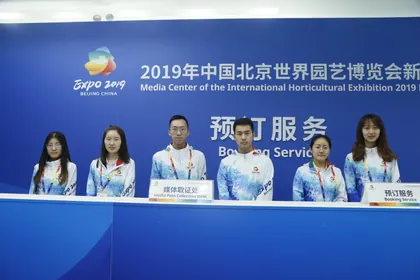 EXPO 2019
BEIJING CHINA
2019年中国北京世界园艺博览会新
Media Center of the International Horticultural Exhibition 2019
预订服务
Booking Service
媒体取证处
预订服务
Booking Service